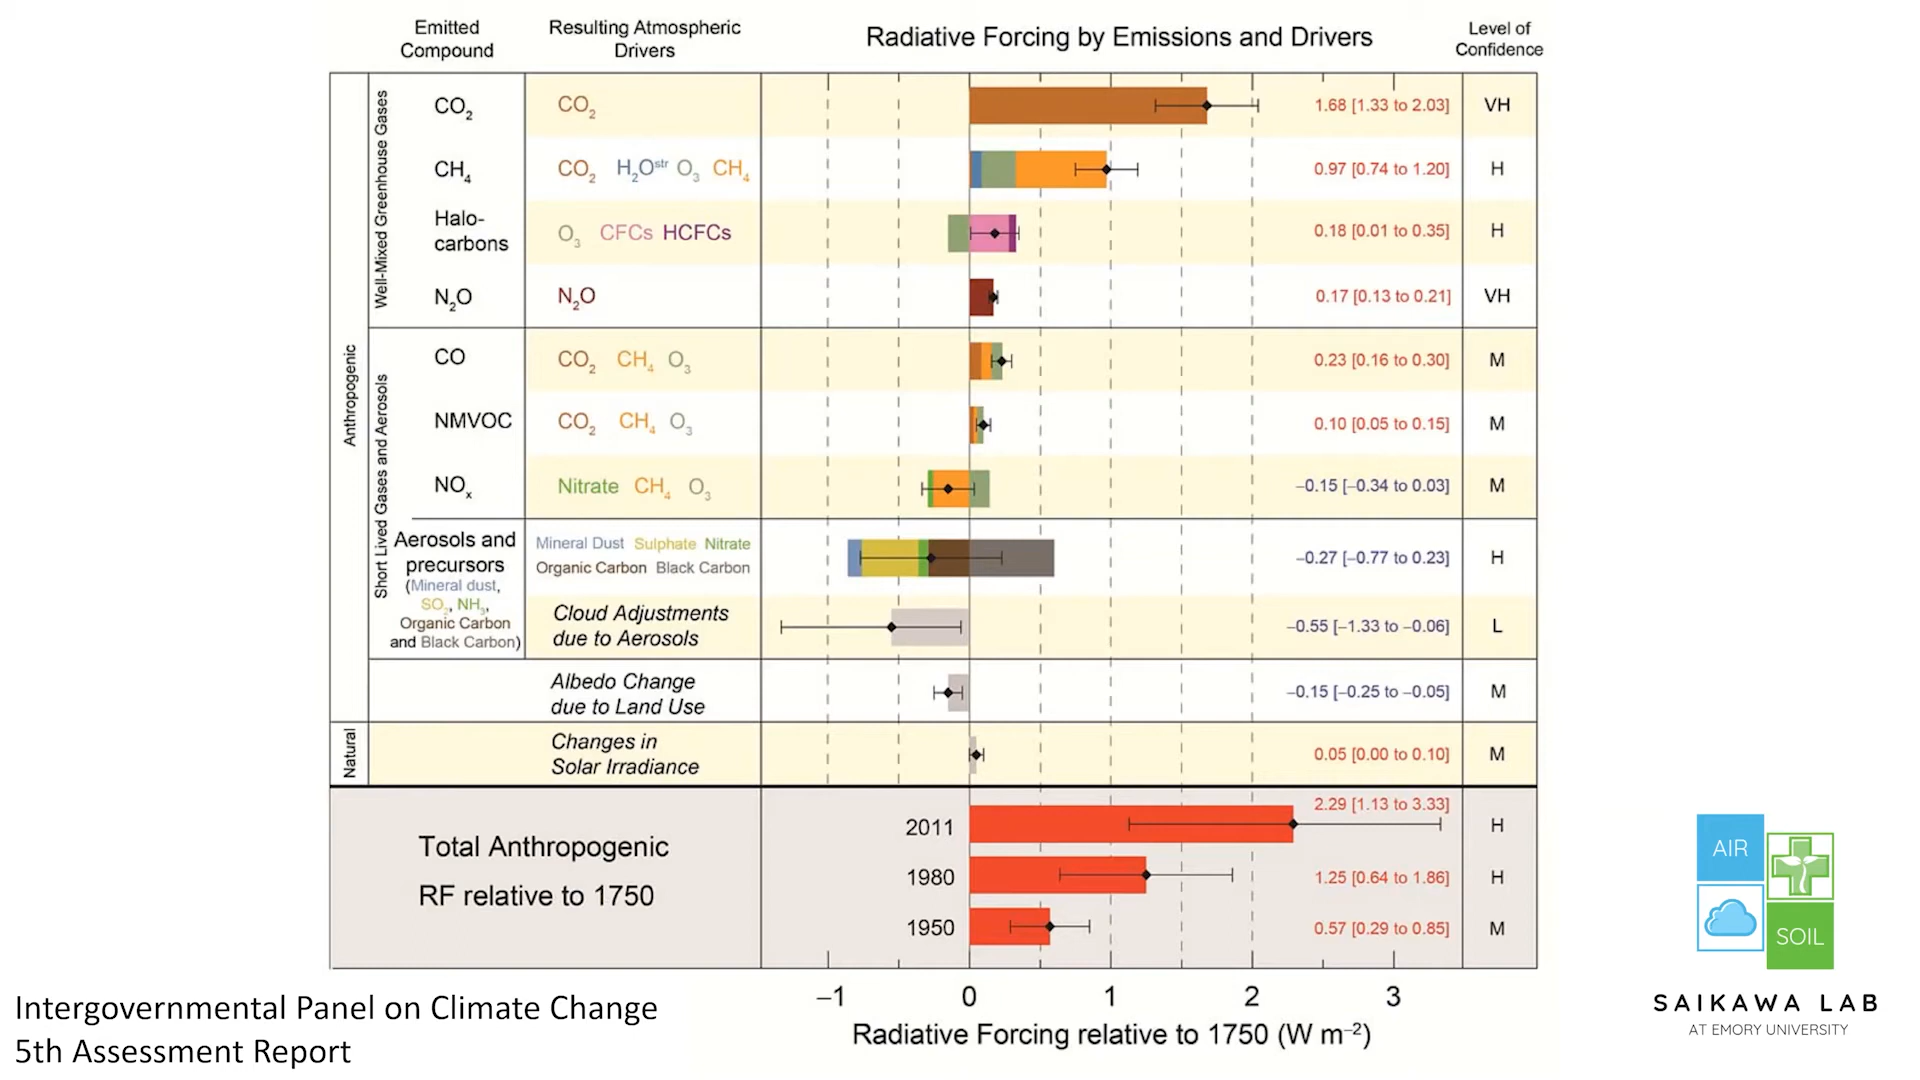 Emitted
Compound
Resulting Atmospheric
Drivers
Radiative Forcing by Emissions and Drivers
Level of
Confidence
Anthropogenic
Well-Mixed Greenhouse Gases
CO₂
CO₂
1.68 [1.33 to 2.03]
VH
CH₄
CO₂ H₂Oˢᵗʳ O₃ CH₄
0.97 [0.74 to 1.20]
H
Halo-
carbons
O₃ CFCs HCFCs
0.18 [0.01 to 0.35]
H
N₂O
N₂O
0.17 [0.13 to 0.21]
VH
Short Lived Gases and Aerosols
CO
CO₂ CH₄ O₃
0.23 [0.16 to 0.30]
M
NMVOC
CO₂ CH₄ O₃
0.10 [0.05 to 0.15]
M
NOₓ
Nitrate CH₄ O₃
−0.15 [−0.34 to 0.03]
M
Aerosols and
precursors
(Mineral dust,
SO₂, NH₃,
Organic Carbon
and Black Carbon)
Mineral Dust Sulphate Nitrate
Organic Carbon Black Carbon
−0.27 [−0.77 to 0.23]
H
Cloud Adjustments
due to Aerosols
−0.55 [−1.33 to −0.06]
L
Albedo Change
due to Land Use
−0.15 [−0.25 to −0.05]
M
Natural
Changes in
Solar Irradiance
0.05 [0.00 to 0.10]
M
Total Anthropogenic
RF relative to 1750
2011
2.29 [1.13 to 3.33]
H
1980
1.25 [0.64 to 1.86]
H
1950
0.57 [0.29 to 0.85]
M
−1 0 1 2 3
Radiative Forcing relative to 1750 (W m⁻²)
Intergovernmental Panel on Climate Change
5th Assessment Report
AIR
SOIL
SAIKAWA LAB
AT EMORY UNIVERSITY